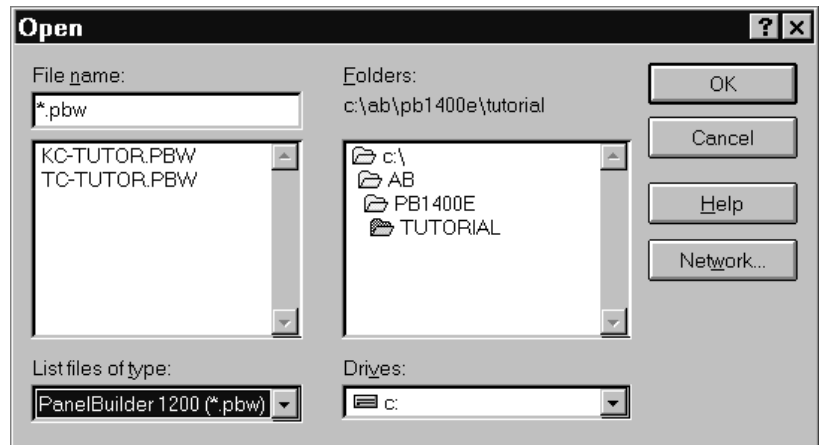 Open
File name:
*.pbw
KC-TUTOR.PBW
TC-TUTOR.PBW
List files of type:
PanelBuilder 1200 (*.pbw)
Folders:
c:\ab\pb1400e\tutorial
c:\
AB
PB1400E
TUTORIAL
Drives:
c:
OK
Cancel
Help
Network...